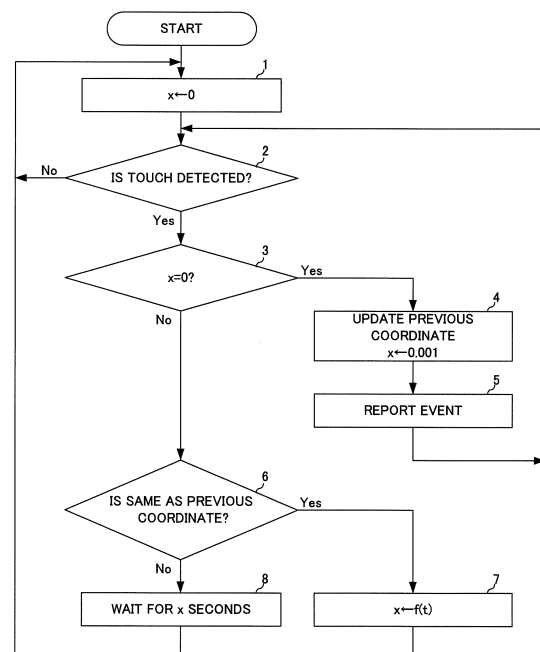 START
1
x←0
2
No
IS TOUCH DETECTED?
Yes
3
x=0?
Yes
No
4
UPDATE PREVIOUS
COORDINATE
x←0.001
5
REPORT EVENT
6
IS SAME AS PREVIOUS
COORDINATE?
Yes
No
8
WAIT FOR x SECONDS
7
x←f(t)